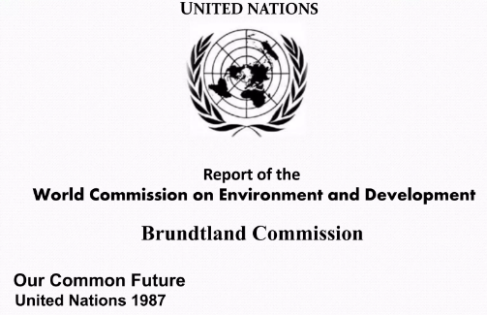 UNITED NATIONS
Report of the
World Commission on Environment and Development
Brundtland Commission
Our Common Future
United Nations 1987